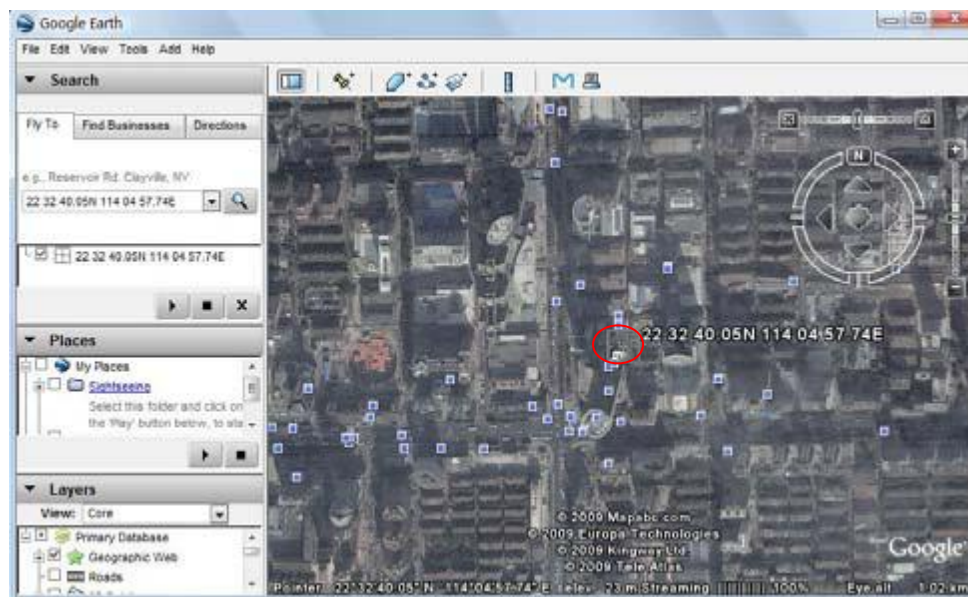 Google Earth
File Edit View Tools Add Help
Search
Fly To Find Businesses Directions
e.g., Reservoir Rd. Clayville, NY
22 32 40.05N 114 04 57.74E
22 32 40.05N 114 04 57.74E
Places
My Places
Sightseeing
Select this folder and click on
the 'Play' button below, to sta
Layers
View: Core
Primary Database
Geographic Web
Roads
N
22 32 40.05N 114 04 57.74E
© 2009 Mapabc.com
© 2009 Europa Technologies
© 2009 Kingway Ltd.
© 2009 Tele Atlas
Google
Pointer 22°32'40.05" N 114°04'57.74" E elev 23 m Streaming 100% Eye alt 1.02 km